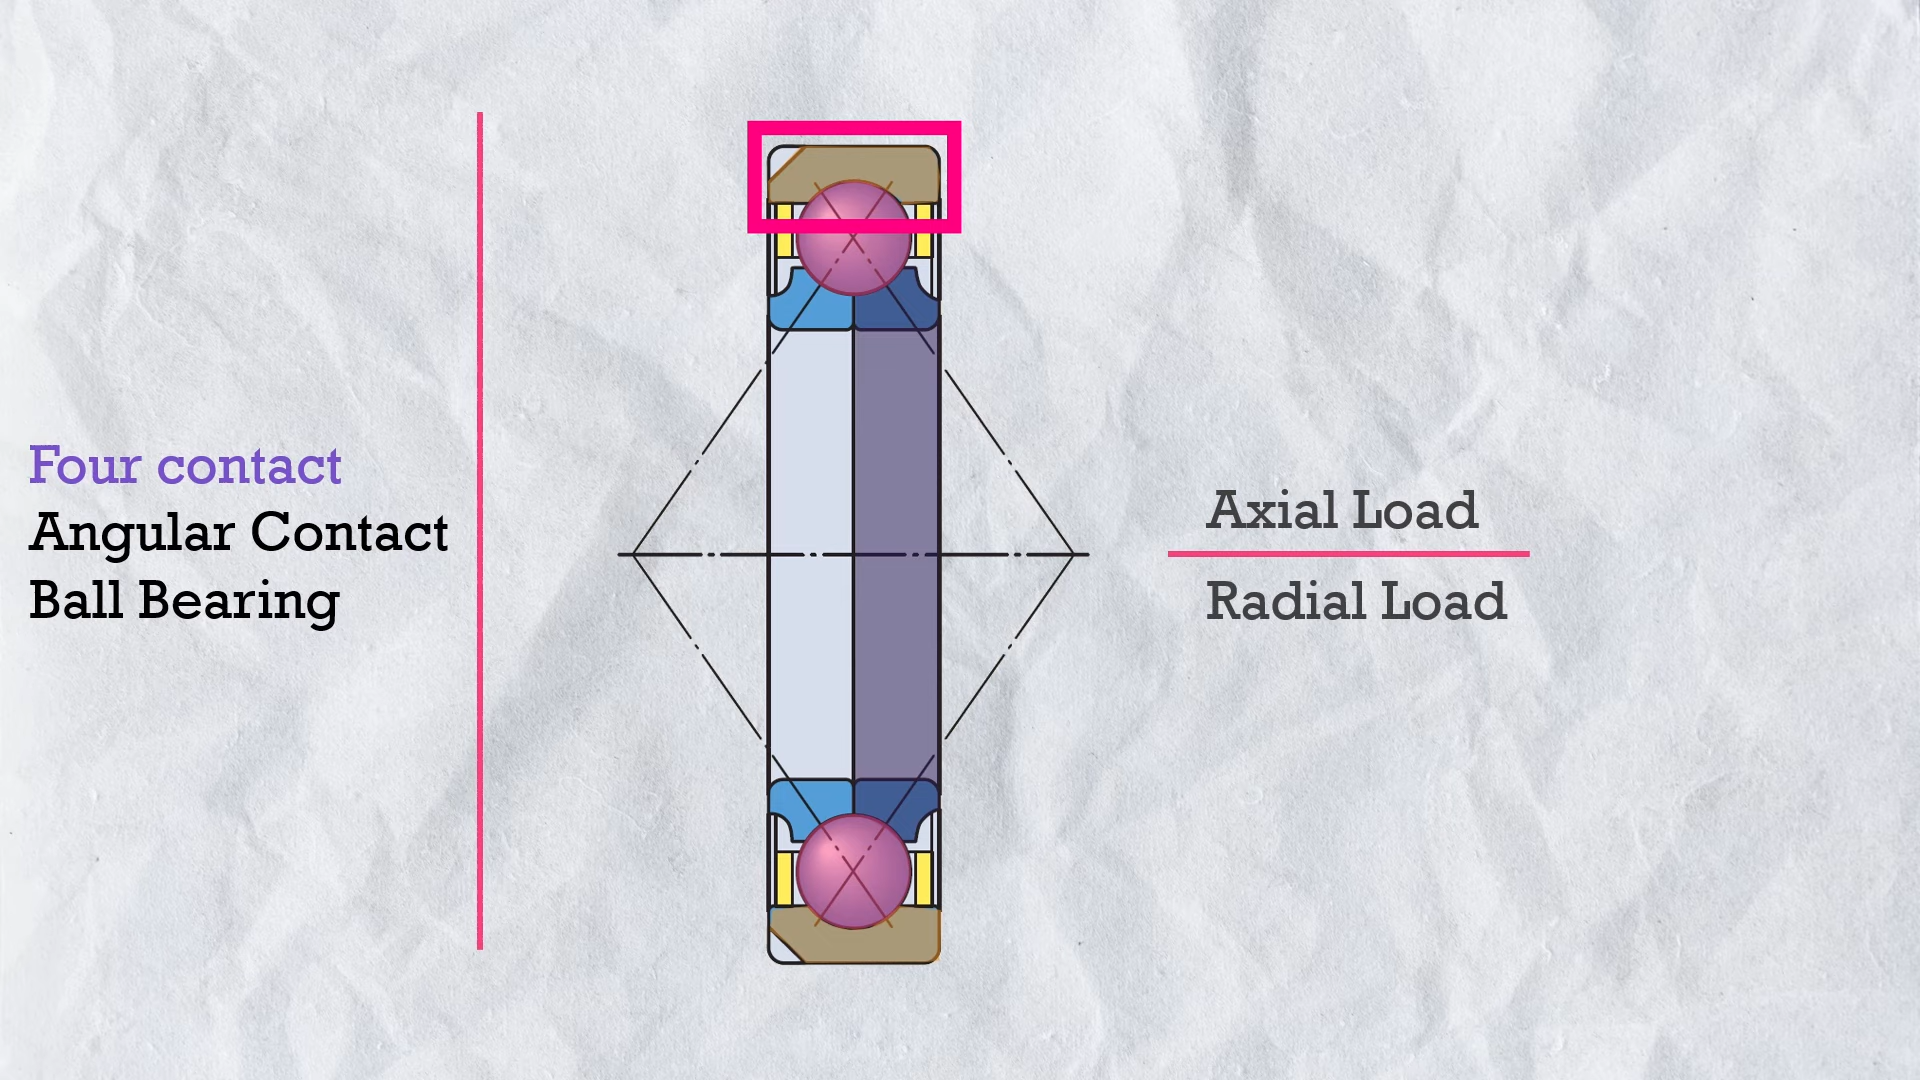 Four contact
Angular Contact
Ball Bearing
Axial Load
Radial Load